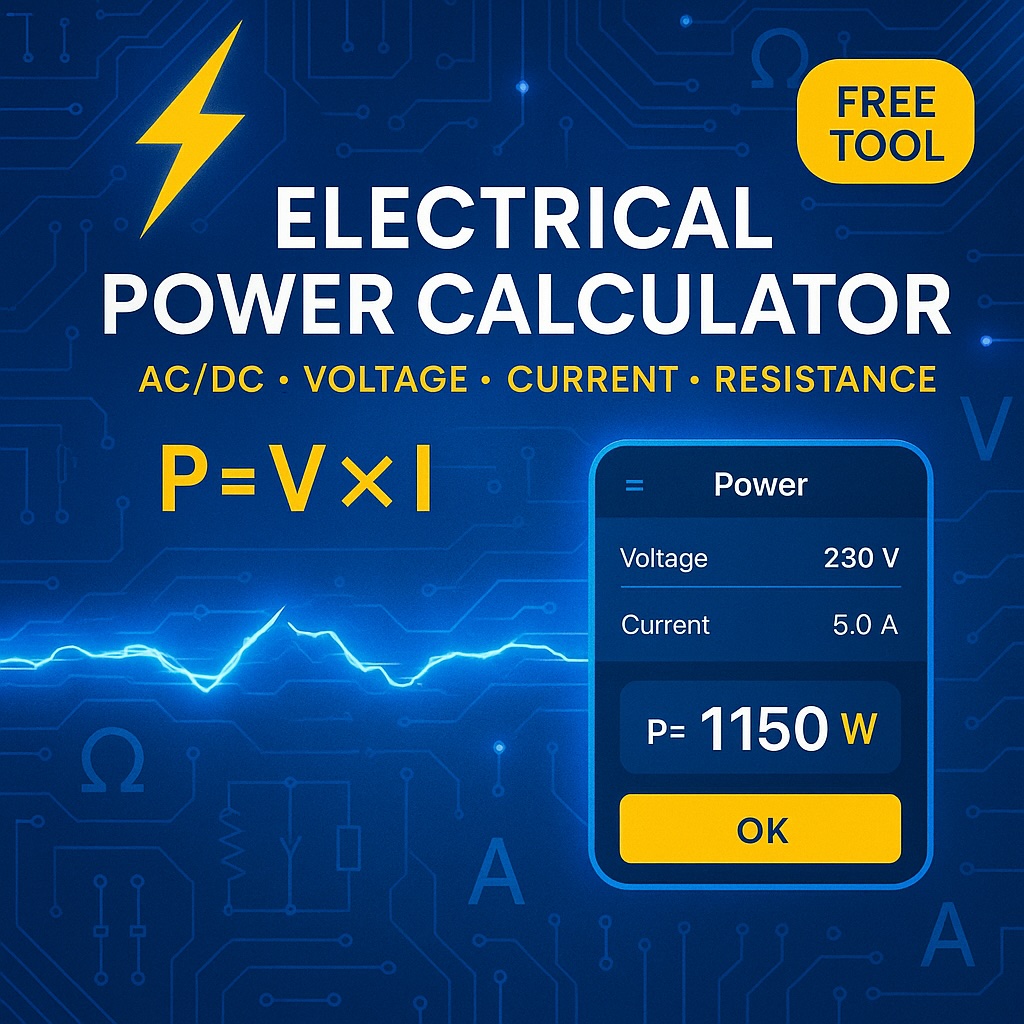 FREE
TOOL
ELECTRICAL
POWER CALCULATOR
AC/DC • VOLTAGE • CURRENT • RESISTANCE
P=V×I
= Power
Voltage 230 V
Current 5.0 A
P= 1150 W
OK
Ω
V
Ω
A
A